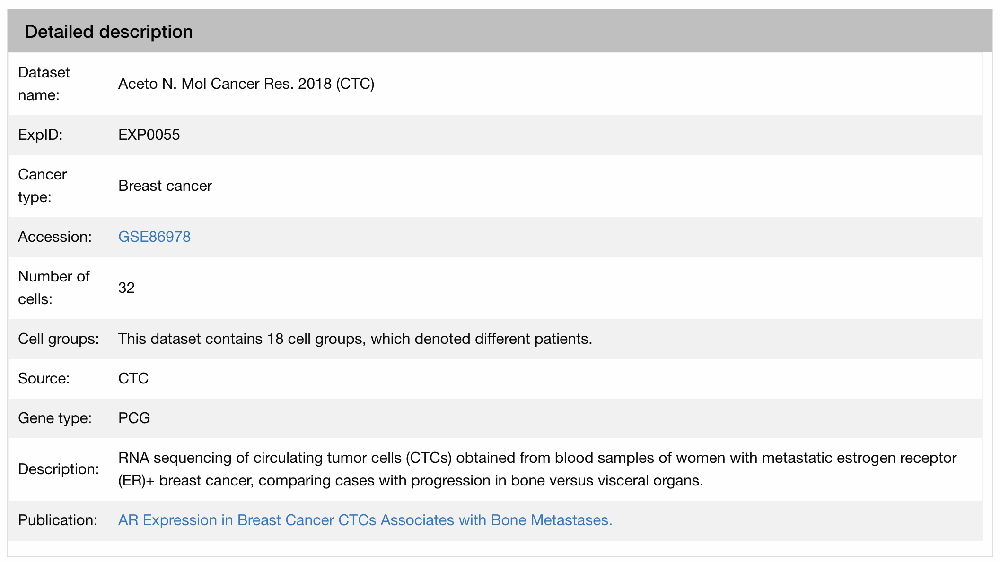 Detailed description
Dataset name: Aceto N. Mol Cancer Res. 2018 (CTC)
ExpID: EXP0055
Cancer type: Breast cancer
Accession: GSE86978
Number of cells: 32
Cell groups: This dataset contains 18 cell groups, which denoted different patients.
Source: CTC
Gene type: PCG
Description: RNA sequencing of circulating tumor cells (CTCs) obtained from blood samples of women with metastatic estrogen receptor
(ER)+ breast cancer, comparing cases with progression in bone versus visceral organs.
Publication: AR Expression in Breast Cancer CTCs Associates with Bone Metastases.